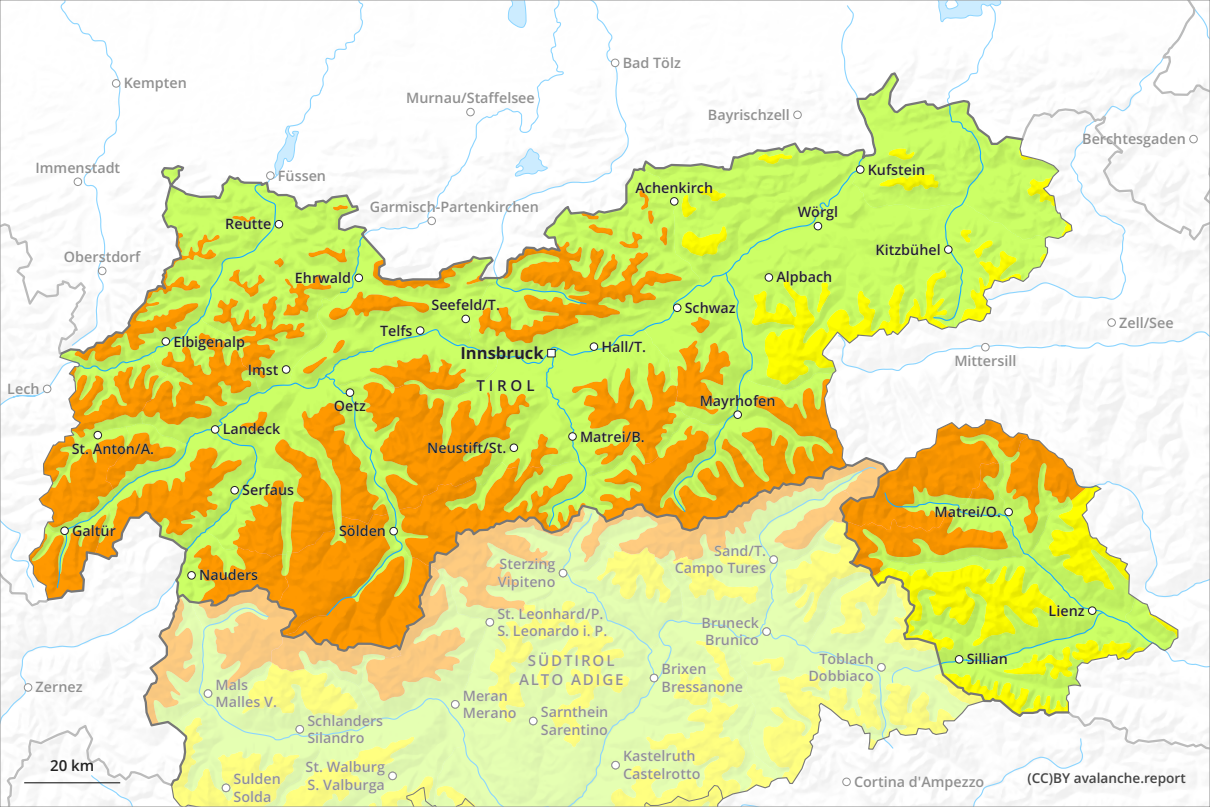 Bad Tölz
Kempten
Murnau/Staffelsee
Bayrischzell
Berchtesgaden
Immenstadt
Füssen
Kufstein
Achenkirch
Garmisch-Partenkirchen
Wörgl
Reutte
Oberstdorf
Kitzbühel
Ehrwald
Alpbach
Seefeld/T.
Schwaz
Zell/See
Telfs
Elbigenalp
Innsbruck
Hall/T.
Mittersill
Imst
TIROL
Lech
Oetz
Mayrhofen
Landeck
Matrei/B.
St. Anton/A.
Neustift/St.
Serfaus
Matrei/O.
Galtür
Sölden
Sand/T.
Campo Tures
Sterzing
Vipiteno
Nauders
Lienz
St. Leonhard/P.
S. Leonardo i. P.
Bruneck
Brunico
SÜDTIROL
ALTO ADIGE
Toblach
Dobbiaco
Sillian
Brixen
Bressanone
Zernez
Mals
Malles V.
Meran
Merano
Sarnthein
Sarentino
Schlanders
Silandro
Kastelruth
Castelrotto
St. Walburg
S. Valburga
20 km
Sulden
Solda
Cortina d'Ampezzo
(CC)BY avalanche.report